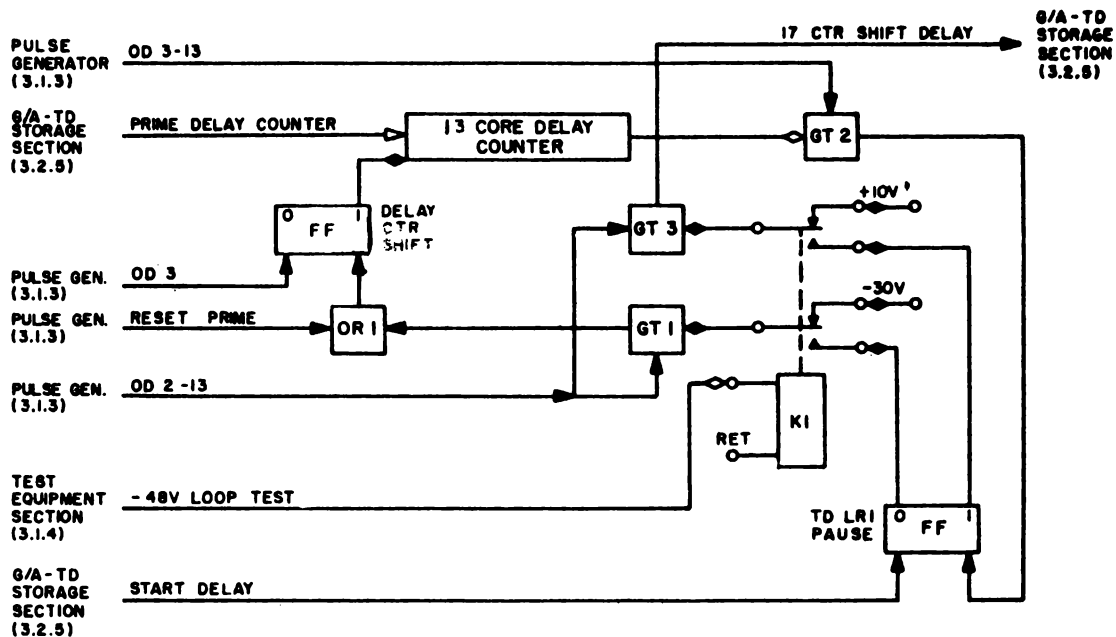 G/A-TD
STORAGE
SECTION
(3.2.5)
17 CTR SHIFT DELAY
PULSE
GENERATOR
(3.1.3)
OD 3-13
G/A-TD
STORAGE
SECTION
(3.2.5)
PRIME DELAY COUNTER
13 CORE DELAY
COUNTER
GT 2
0 1
FF
DELAY
CTR
SHIFT
GT 3
+10V
PULSE GEN.
(3.1.3)
OD 3
-30V
PULSE GEN.
(3.1.3)
RESET PRIME
OR 1
GT 1
PULSE GEN.
(3.1.3)
OD 2-13
K1
RET
TEST
EQUIPMENT
SECTION
(3.1.4)
-48V LOOP TEST
TD LRI
PAUSE
0 1
FF
G/A-TD
STORAGE
SECTION
(3.2.5)
START DELAY